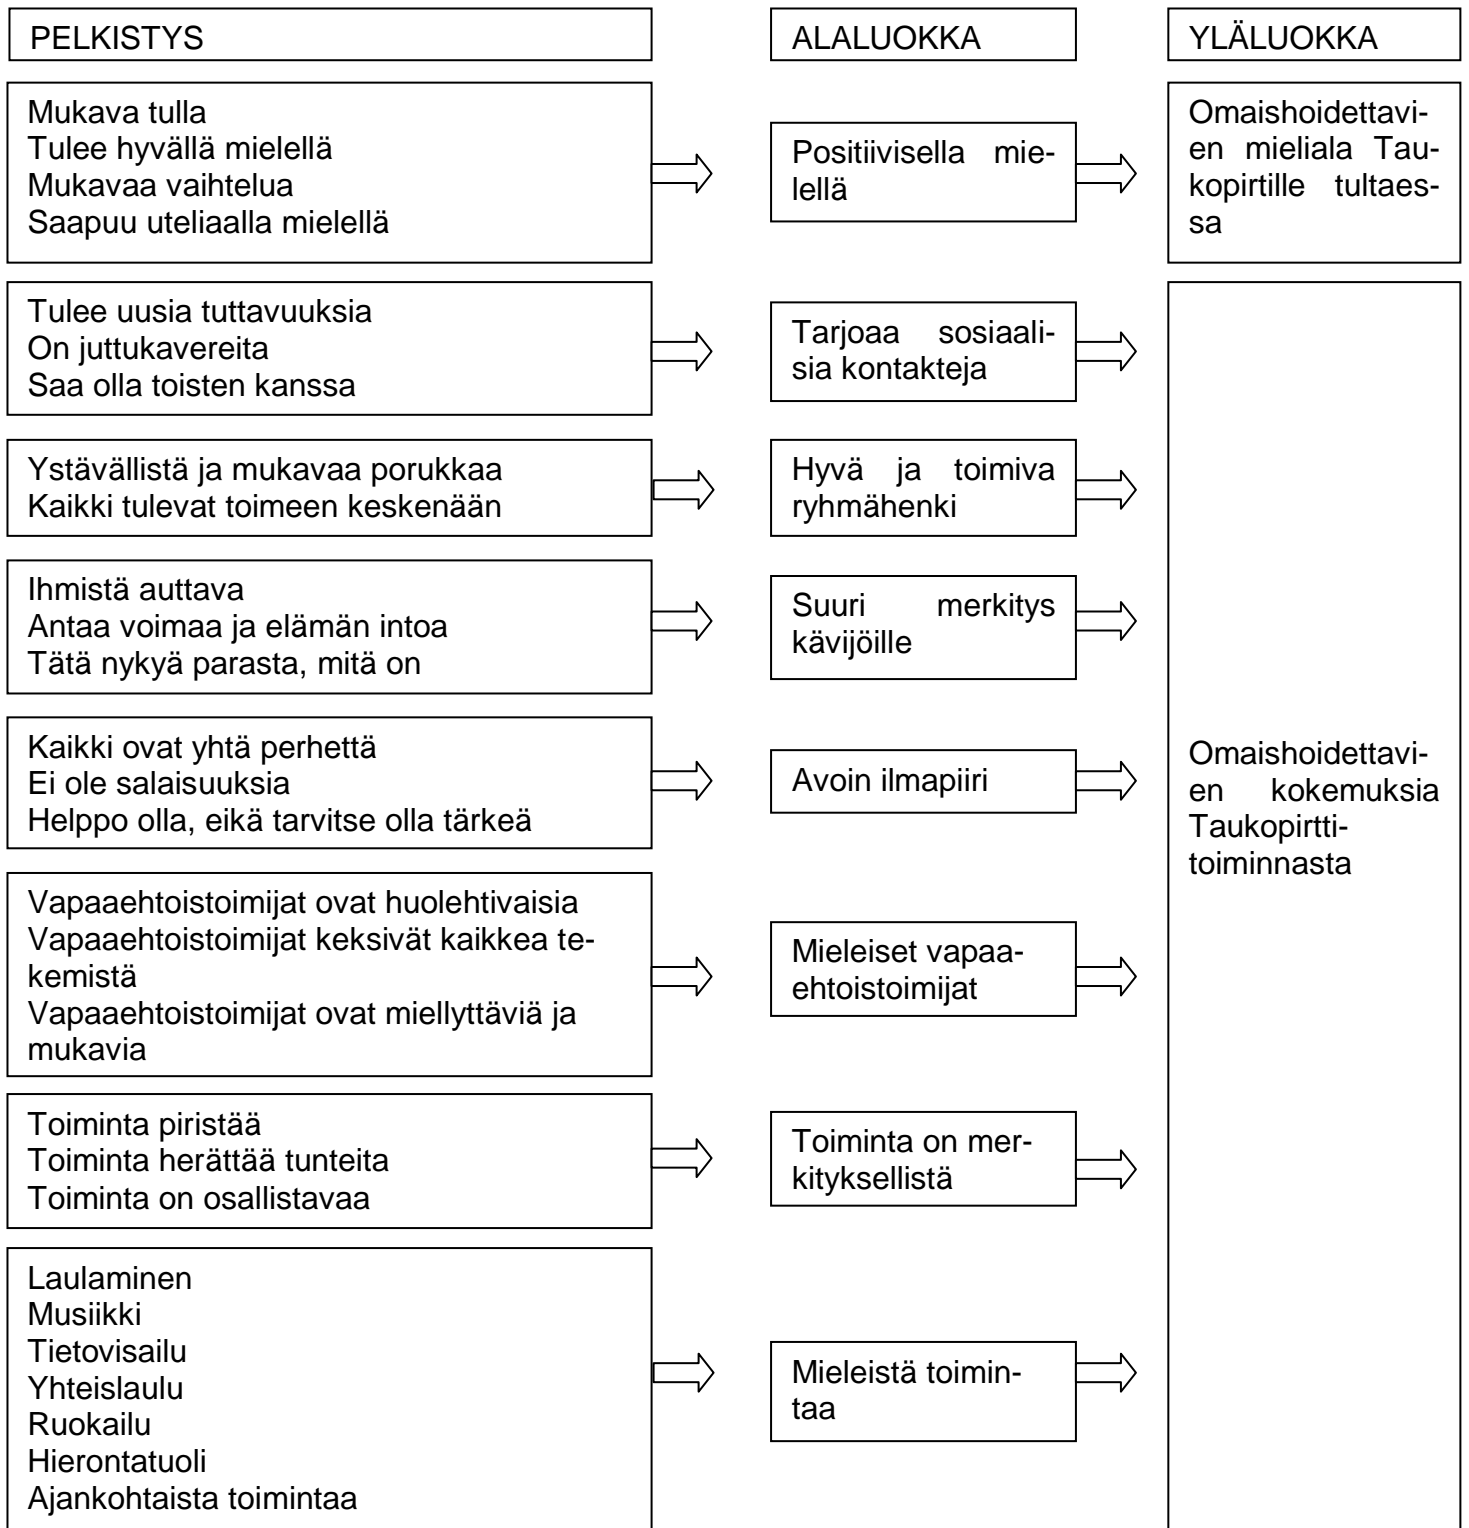 PELKISTYS
ALALUOKKA
YLÄLUOKKA
Mukava tulla
Tulee hyvällä mielellä
Mukavaa vaihtelua
Saapuu uteliaalla mielellä
Positiivisella mie-
lellä
Omaishoidettavi-
en mieliala Tau-
kopirtille tultaes-
sa
Tulee uusia tuttavuuksia
On juttukavereita
Saa olla toisten kanssa
Tarjoaa sosiaali-
sia kontakteja
Ystävällistä ja mukavaa porukkaa
Kaikki tulevat toimeen keskenään
Hyvä ja toimiva
ryhmähenki
Ihmistä auttava
Antaa voimaa ja elämän intoa
Tätä nykyä parasta, mitä on
Suuri merkitys
kävijöille
Kaikki ovat yhtä perhettä
Ei ole salaisuuksia
Helppo olla, eikä tarvitse olla tärkeä
Avoin ilmapiiri
Omaishoidettavi-
en kokemuksia
Taukopirtti-
toiminnasta
Vapaaehtoistoimijat ovat huolehtivaisia
Vapaaehtoistoimijat keksivät kaikkea te-
kemistä
Vapaaehtoistoimijat ovat miellyttäviä ja
mukavia
Mieleiset vapaa-
ehtoistoimijat
Toiminta piristää
Toiminta herättää tunteita
Toiminta on osallistavaa
Toiminta on mer-
kityksellistä
Laulaminen
Musiikki
Tietovisailu
Yhteislaulu
Ruokailu
Hierontatuoli
Ajankohtaista toimintaa
Mieleistä toimin-
taa